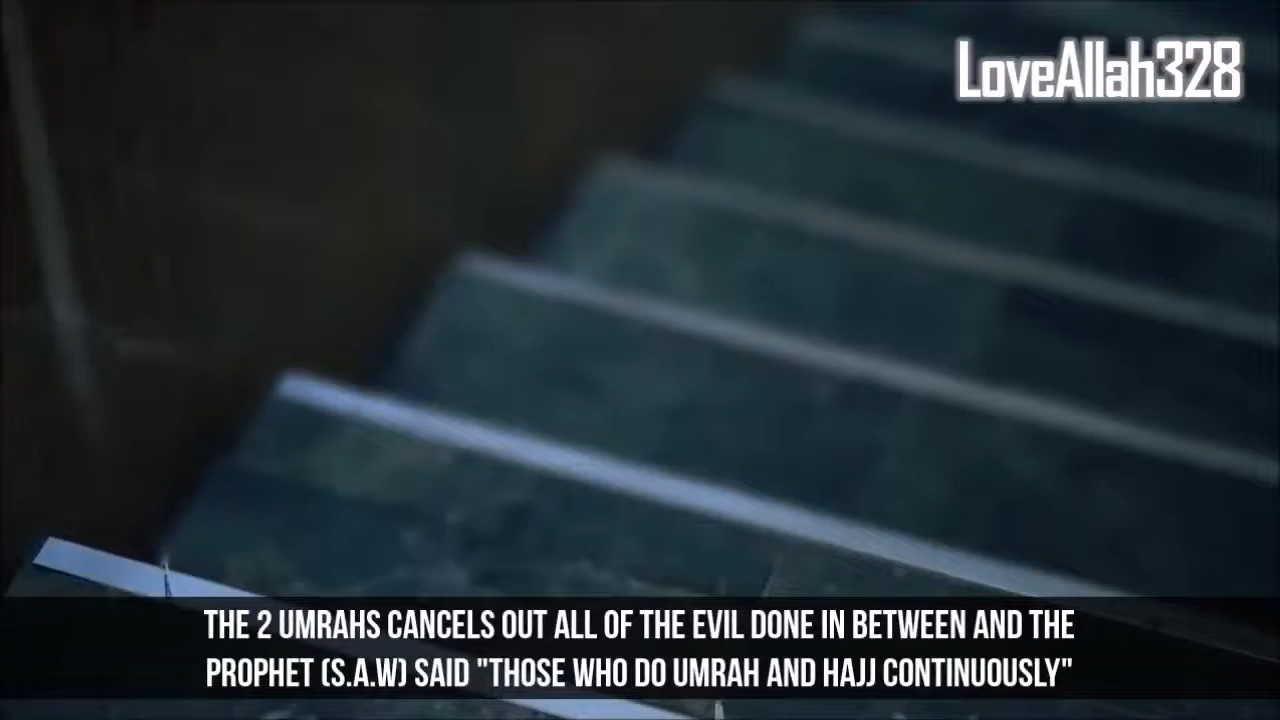 LoveAllah328
THE 2 UMRAHS CANCELS OUT ALL OF THE EVIL DONE IN BETWEEN AND THE
PROPHET (S.A.W) SAID "THOSE WHO DO UMRAH AND HAJJ CONTINUOUSLY"